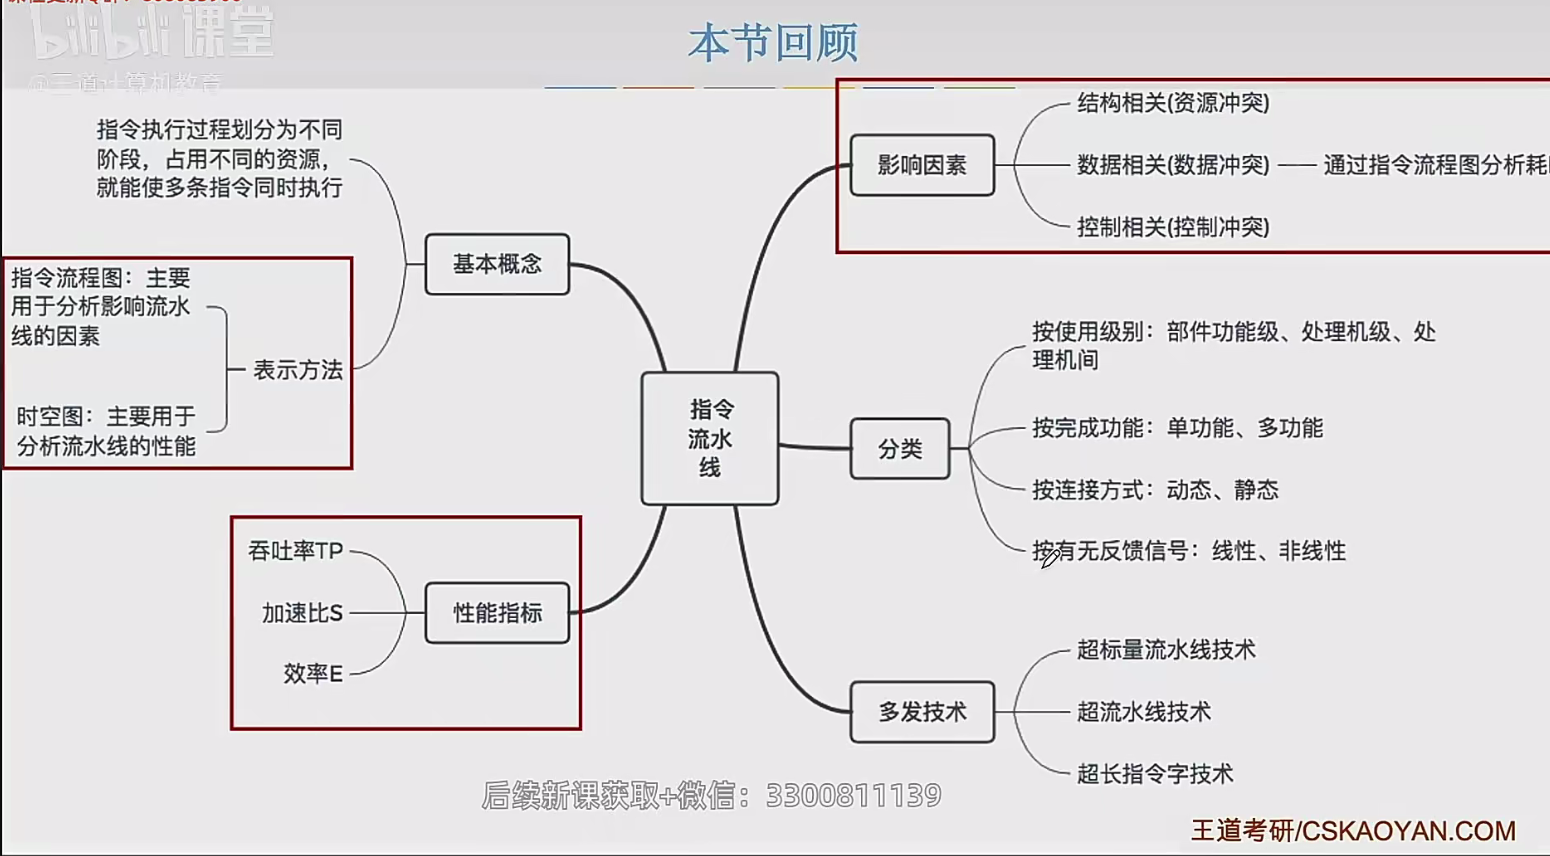 bilibili课堂
@王道计算机教育
本节回顾
指令执行过程划分为不同
阶段，占用不同的资源，
就能使多条指令同时执行
基本概念
指令流程图：主要
用于分析影响流水
线的因素
表示方法
时空图：主要用于
分析流水线的性能
吞吐率TP
加速比S
效率E
性能指标
指令
流水
线
影响因素
结构相关(资源冲突)
数据相关(数据冲突)
通过指令流程图分析耗
控制相关(控制冲突)
分类
按使用级别：部件功能级、处理机级、处
理机间
按完成功能：单功能、多功能
按连接方式：动态、静态
按有无反馈信号：线性、非线性
多发技术
超标量流水线技术
超流水线技术
超长指令字技术
后续新课获取+微信：3300811139
王道考研/CSKAOYAN.COM